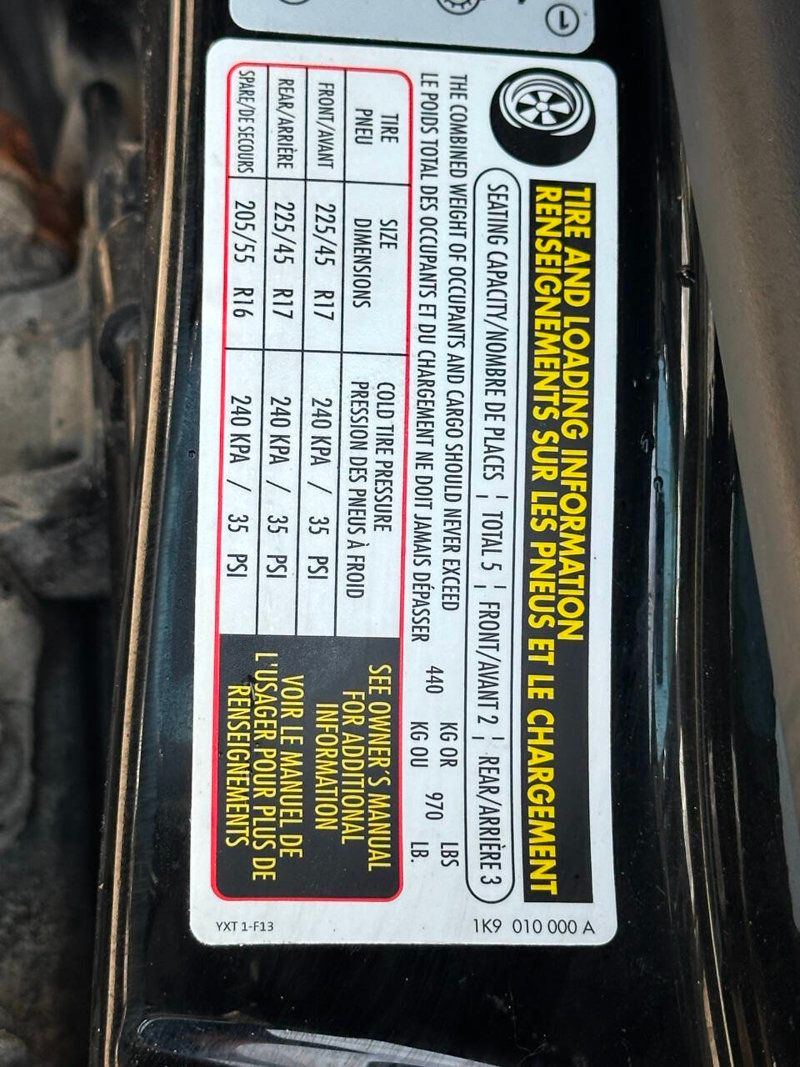 1
TIRE AND LOADING INFORMATION
RENSEIGNEMENTS SUR LES PNEUS ET LE CHARGEMENT
SEATING CAPACITY/NOMBRE DE PLACES ¦ TOTAL 5 ¦ FRONT/AVANT 2 ¦ REAR/ARRIÈRE 3
THE COMBINED WEIGHT OF OCCUPANTS AND CARGO SHOULD NEVER EXCEED 440 KG OR 970 LBS
LE POIDS TOTAL DES OCCUPANTS ET DU CHARGEMENT NE DOIT JAMAIS DÉPASSER KG OU LB.
TIRE SIZE COLD TIRE PRESSURE
PNEU DIMENSIONS PRESSION DES PNEUS À FROID
FRONT/AVANT 225/45 R17 240 KPA / 35 PSI
REAR/ARRIÈRE 225/45 R17 240 KPA / 35 PSI
SPARE/DE SECOURS 205/55 R16 240 KPA / 35 PSI
SEE OWNER'S MANUAL
FOR ADDITIONAL
INFORMATION
VOIR LE MANUEL DE
L'USAGER POUR PLUS DE
RENSEIGNEMENTS
1K9 010 000 A
YXT 1-F13